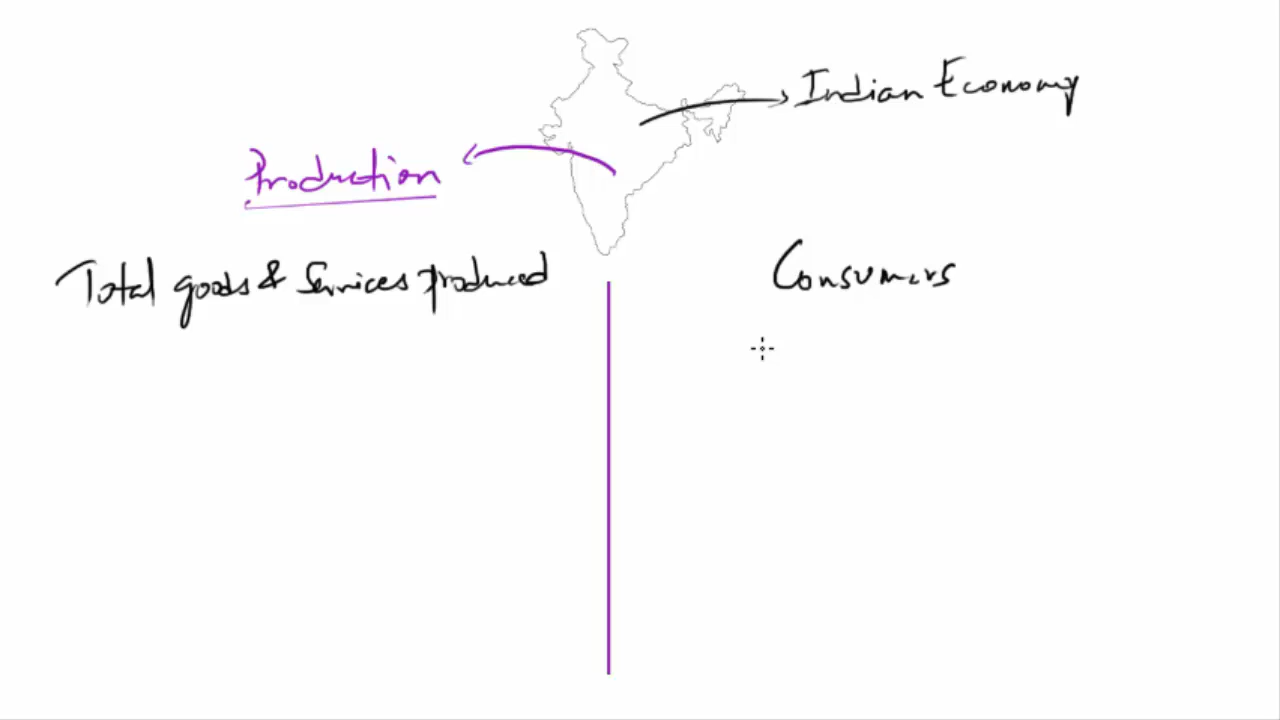 Indian Economy
Production
Total goods & Services produced
Consumers